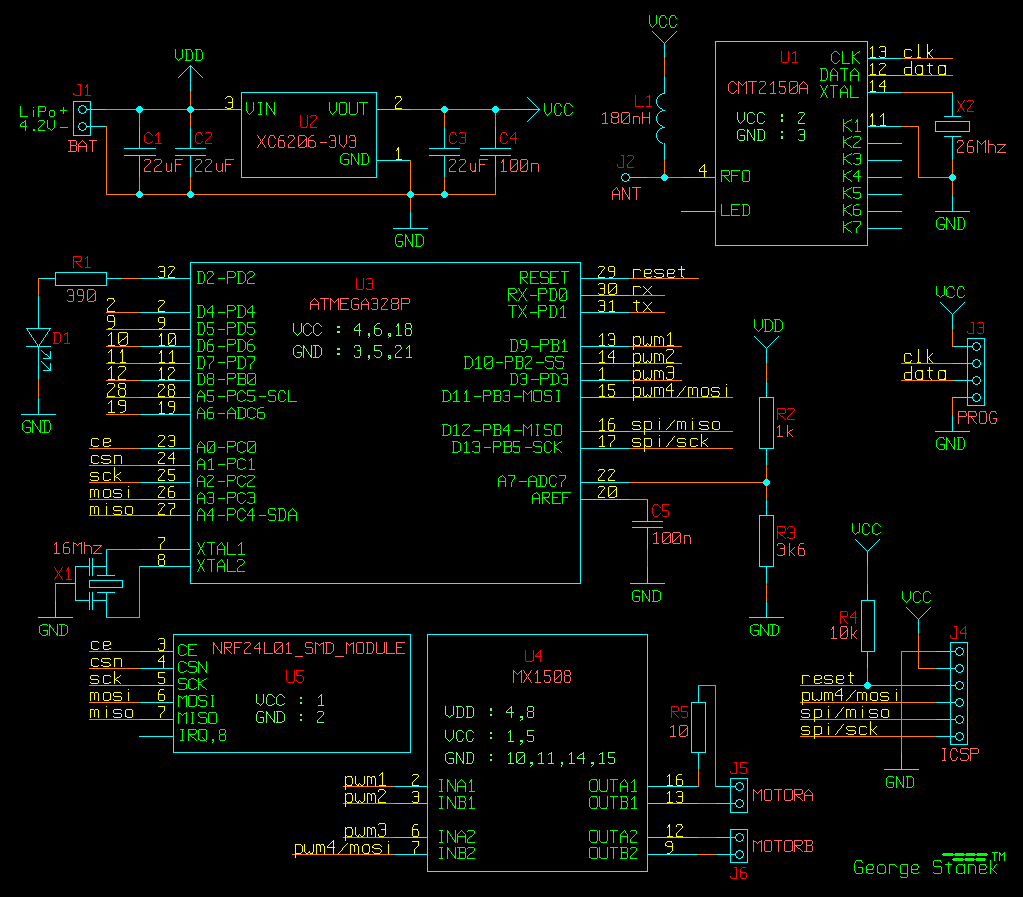 VDD
J1
LiPo+
4.2V-
BAT
C1
22uF
C2
22uF
3 VIN
VOUT 2
U2
XC6206-3V3
GND 1
C3
22uF
C4
100n
VCC
GND
VCC
L1
180nH
J2
ANT
4 RFO
LED
U1
CMT2150A
VCC : 2
GND : 3
CLK 13 clk
DATA 12 data
XTAL 14
K1 11
K2
K3
K4
K5
K6
K7
X2
26Mhz
GND
R1
390
D1
GND
32 D2-PD2
2 2 D4-PD4
9 9 D5-PD5
10 10 D6-PD6
11 11 D7-PD7
12 12 D8-PB0
28 28 A5-PC5-SCL
19 19 A6-ADC6
ce 23 A0-PC0
csn 24 A1-PC1
sck 25 A2-PC2
mosi 26 A3-PC3
miso 27 A4-PC4-SDA
7 XTAL1
8 XTAL2
16Mhz
X1
GND
U3
ATMEGA328P
VCC : 4,6,18
GND : 3,5,21
RESET 29 reset
RX-PD0 30 rx
TX-PD1 31 tx
D9-PB1 13 pwm1
D10-PB2-SS 14 pwm2
D3-PD3 1 pwm3
D11-PB3-MOSI 15 pwm4/mosi
D12-PB4-MISO 16 spi/miso
D13-PB5-SCK 17 spi/sck
A7-ADC7 22
AREF 20
C5
100n
GND
VDD
R2
1k
R3
3k6
GND
VCC
J3
clk
data
PROG
GND
VCC
R4
10k
VCC
J4
reset
pwm4/mosi
spi/miso
spi/sck
ICSP
GND
NRF24L01_SMD_MODULE
U5
VCC : 1
GND : 2
ce 3 CE
csn 4 CSN
sck 5 SCK
mosi 6 MOSI
miso 7 MISO
IRQ,8
U4
MX1508
VDD : 4,8
VCC : 1,5
GND : 10,11,14,15
pwm1 2 INA1
pwm2 3 INB1
pwm3 6 INA2
pwm4/mosi 7 INB2
OUTA1 16
OUTB1 13
OUTA2 12
OUTB2 9
R5
10
J5
MOTORA
MOTORB
J6
George Stanek™